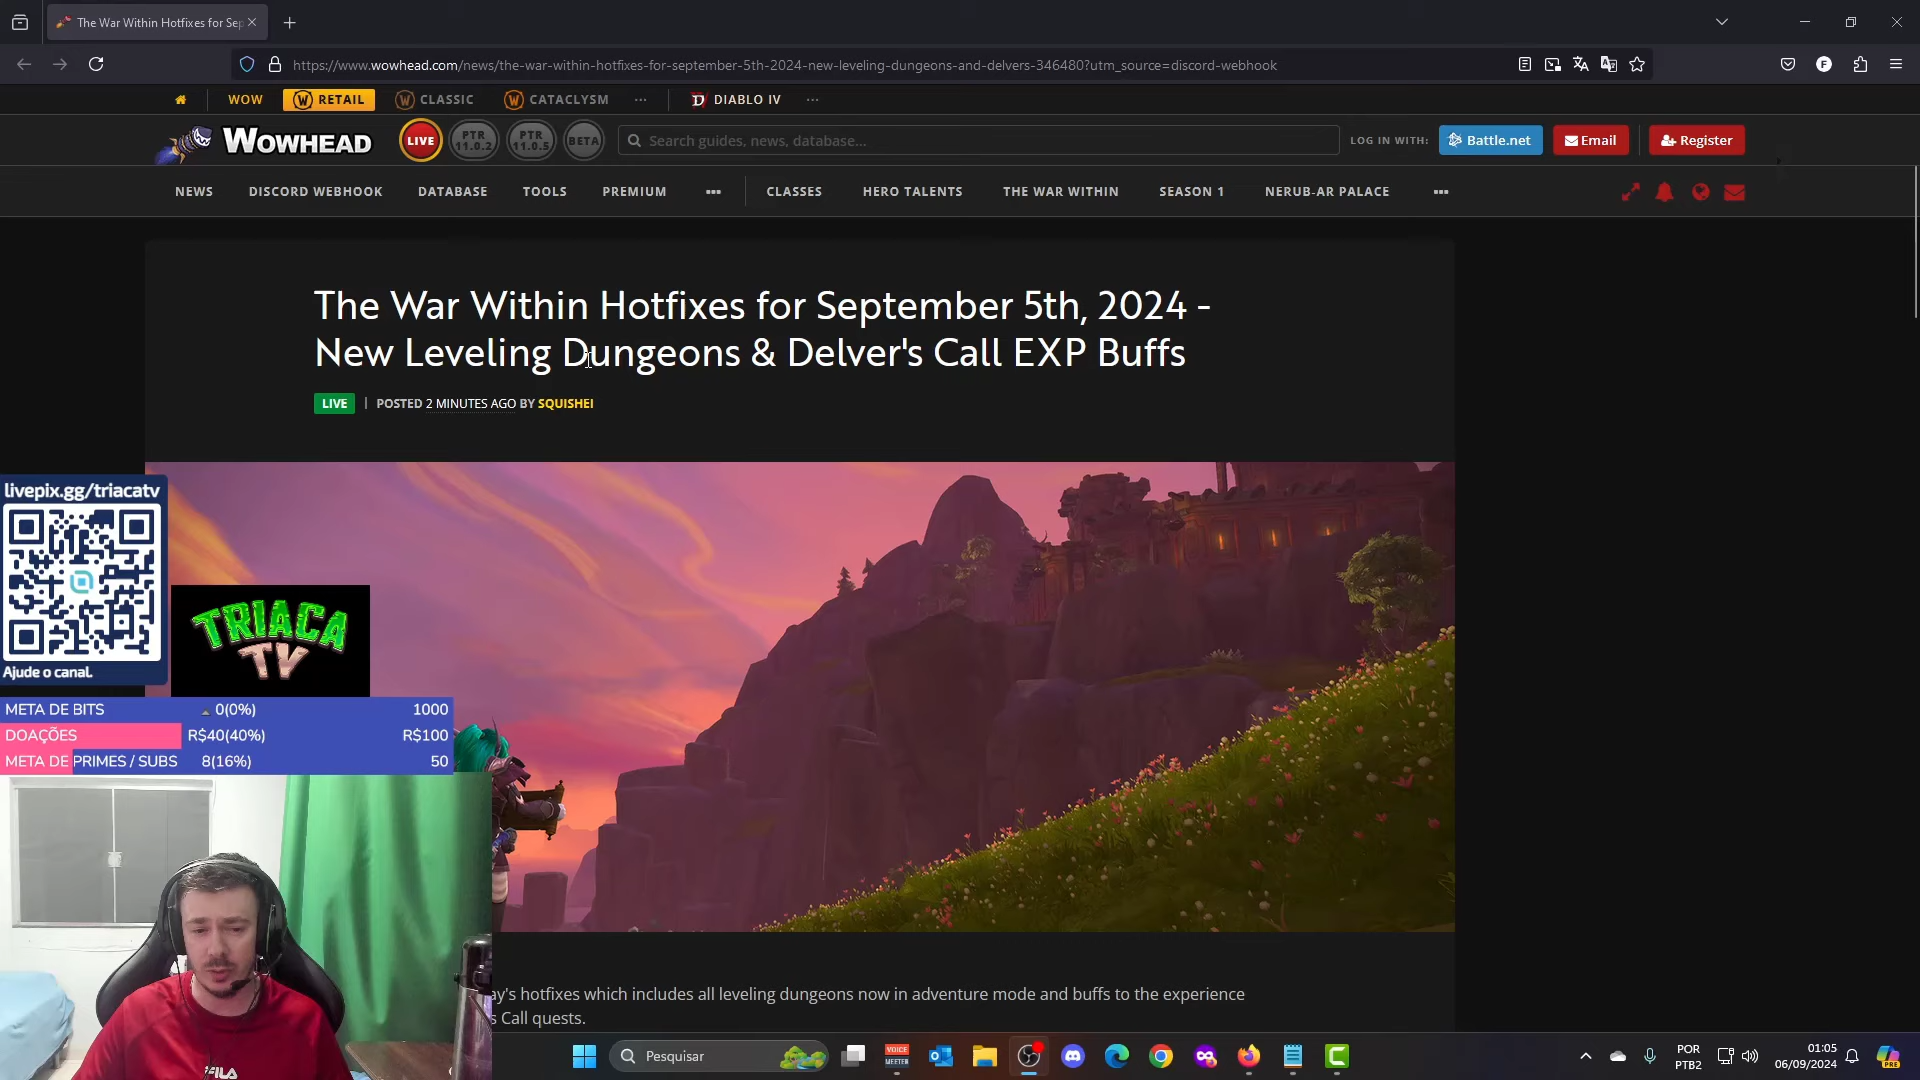 The War Within Hotfixes for Sep
https://www.wowhead.com/news/the-war-within-hotfixes-for-september-5th-2024-new-leveling-dungeons-and-delvers-346480?utm_source=discord-webhook
WOW RETAIL CLASSIC CATACLYSM ... DIABLO IV ...
WOWHEAD LIVE PTR 11.0.2 PTR 11.0.5 BETA Search guides, news, database... LOG IN WITH: Battle.net Email Register
NEWS DISCORD WEBHOOK DATABASE TOOLS PREMIUM ... CLASSES HERO TALENTS THE WAR WITHIN SEASON 1 NERUB-AR PALACE ...
The War Within Hotfixes for September 5th, 2024 -
New Leveling Dungeons & Delver's Call EXP Buffs
LIVE | POSTED 2 MINUTES AGO BY SQUISHEI
livepix.gg/triacatv
Ajude o canal.
TRIACA
TV
META DE BITS 0(0%) 1000
DOAÇÕES R$40(40%) R$100
META DE PRIMES / SUBS 8(16%) 50
ay's hotfixes which includes all leveling dungeons now in adventure mode and buffs to the experience
s Call quests.
FILA
Pesquisar
VOICE
MEETER
POR
PTB2
01:05
06/09/2024
PRE